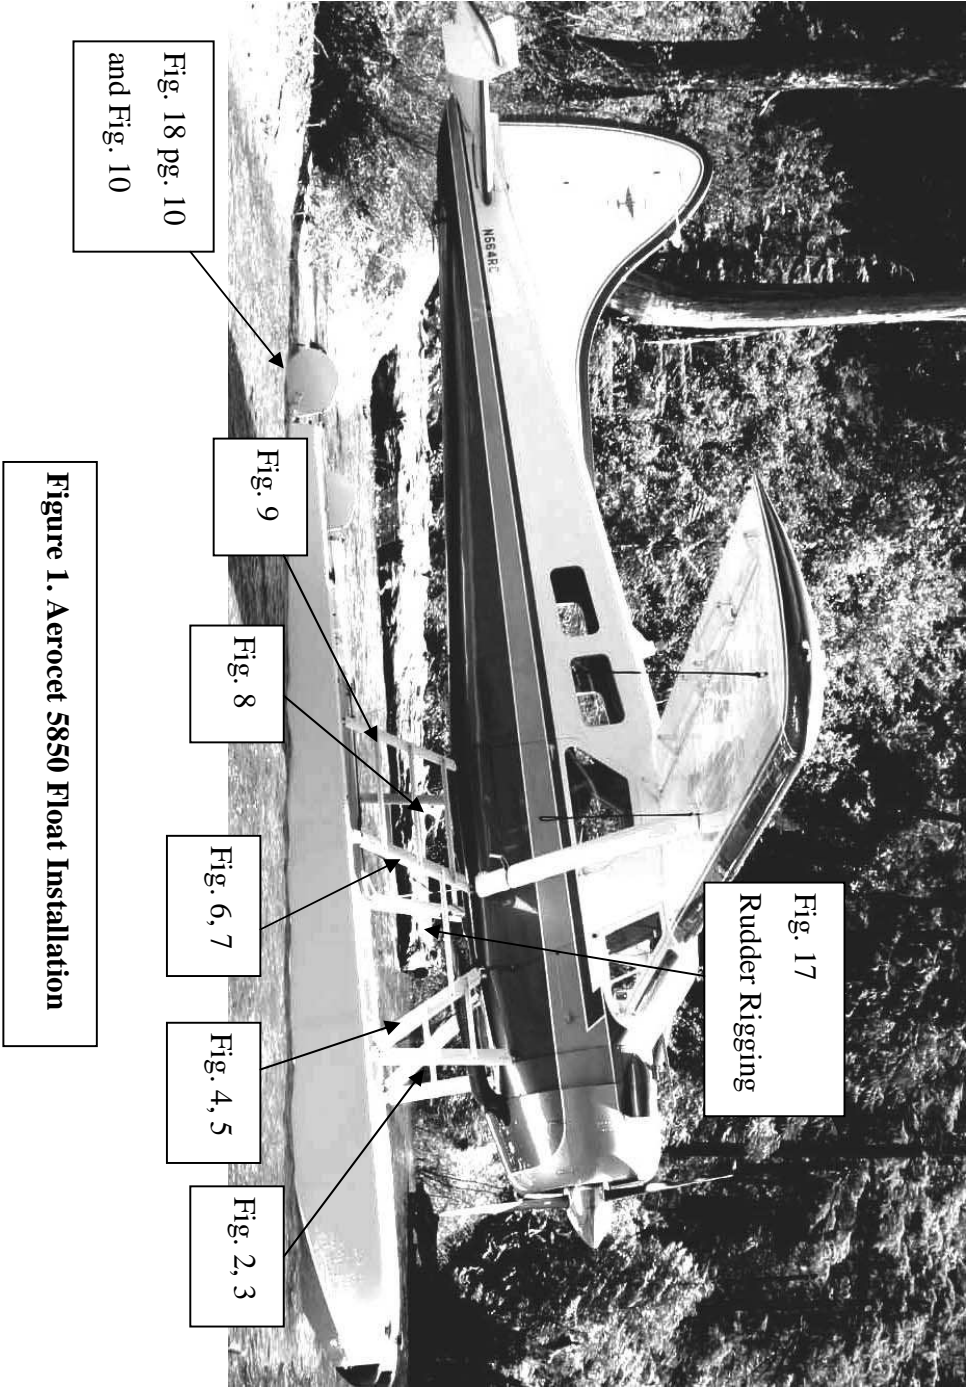 Fig. 17
Rudder Rigging
N564RC
Fig. 18 pg. 10
and Fig. 10
Fig. 9
Fig. 8
Fig. 6, 7
Fig. 4, 5
Fig. 2, 3
Figure 1. Aerocet 5850 Float Installation